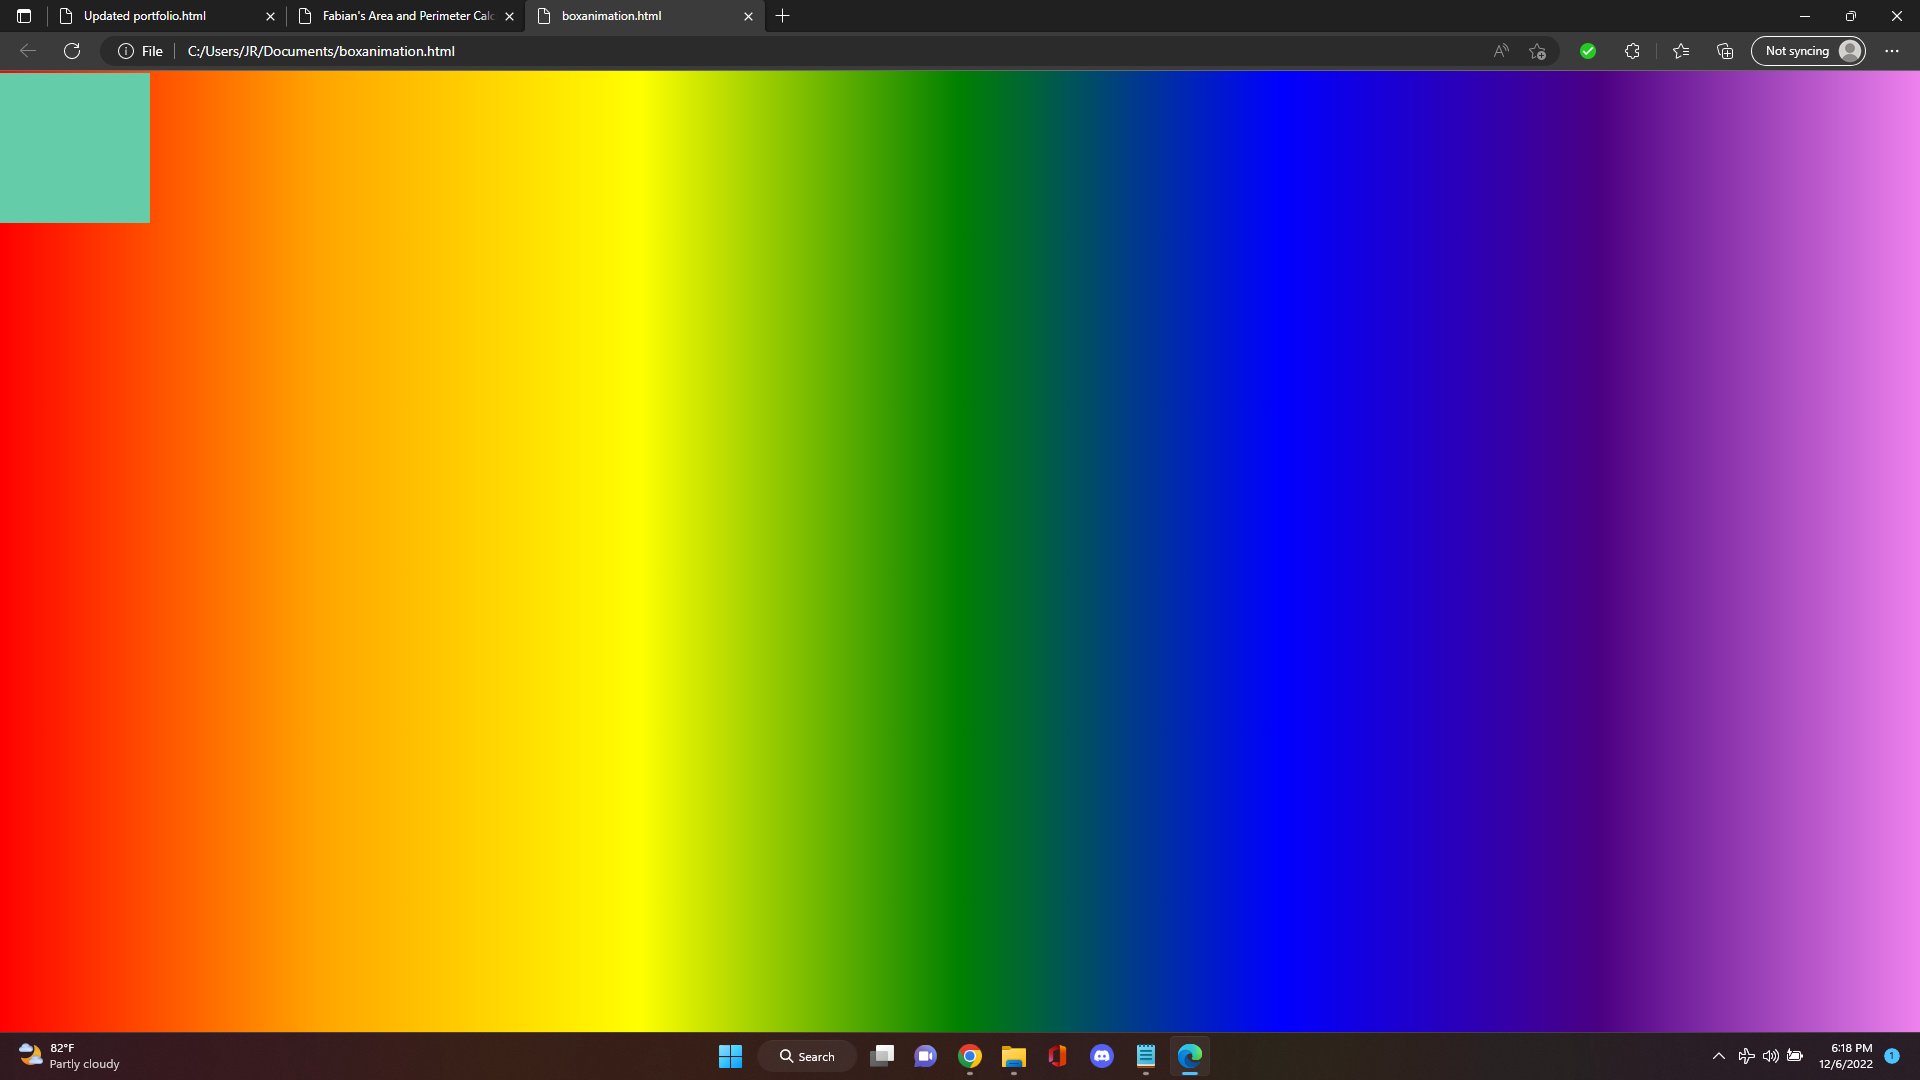 Updated portfolio.html
Fabian's Area and Perimeter Calc
boxanimation.html
File
C:/Users/JR/Documents/boxanimation.html
Not syncing
82°F
Partly cloudy
Search
6:18 PM
12/6/2022
1